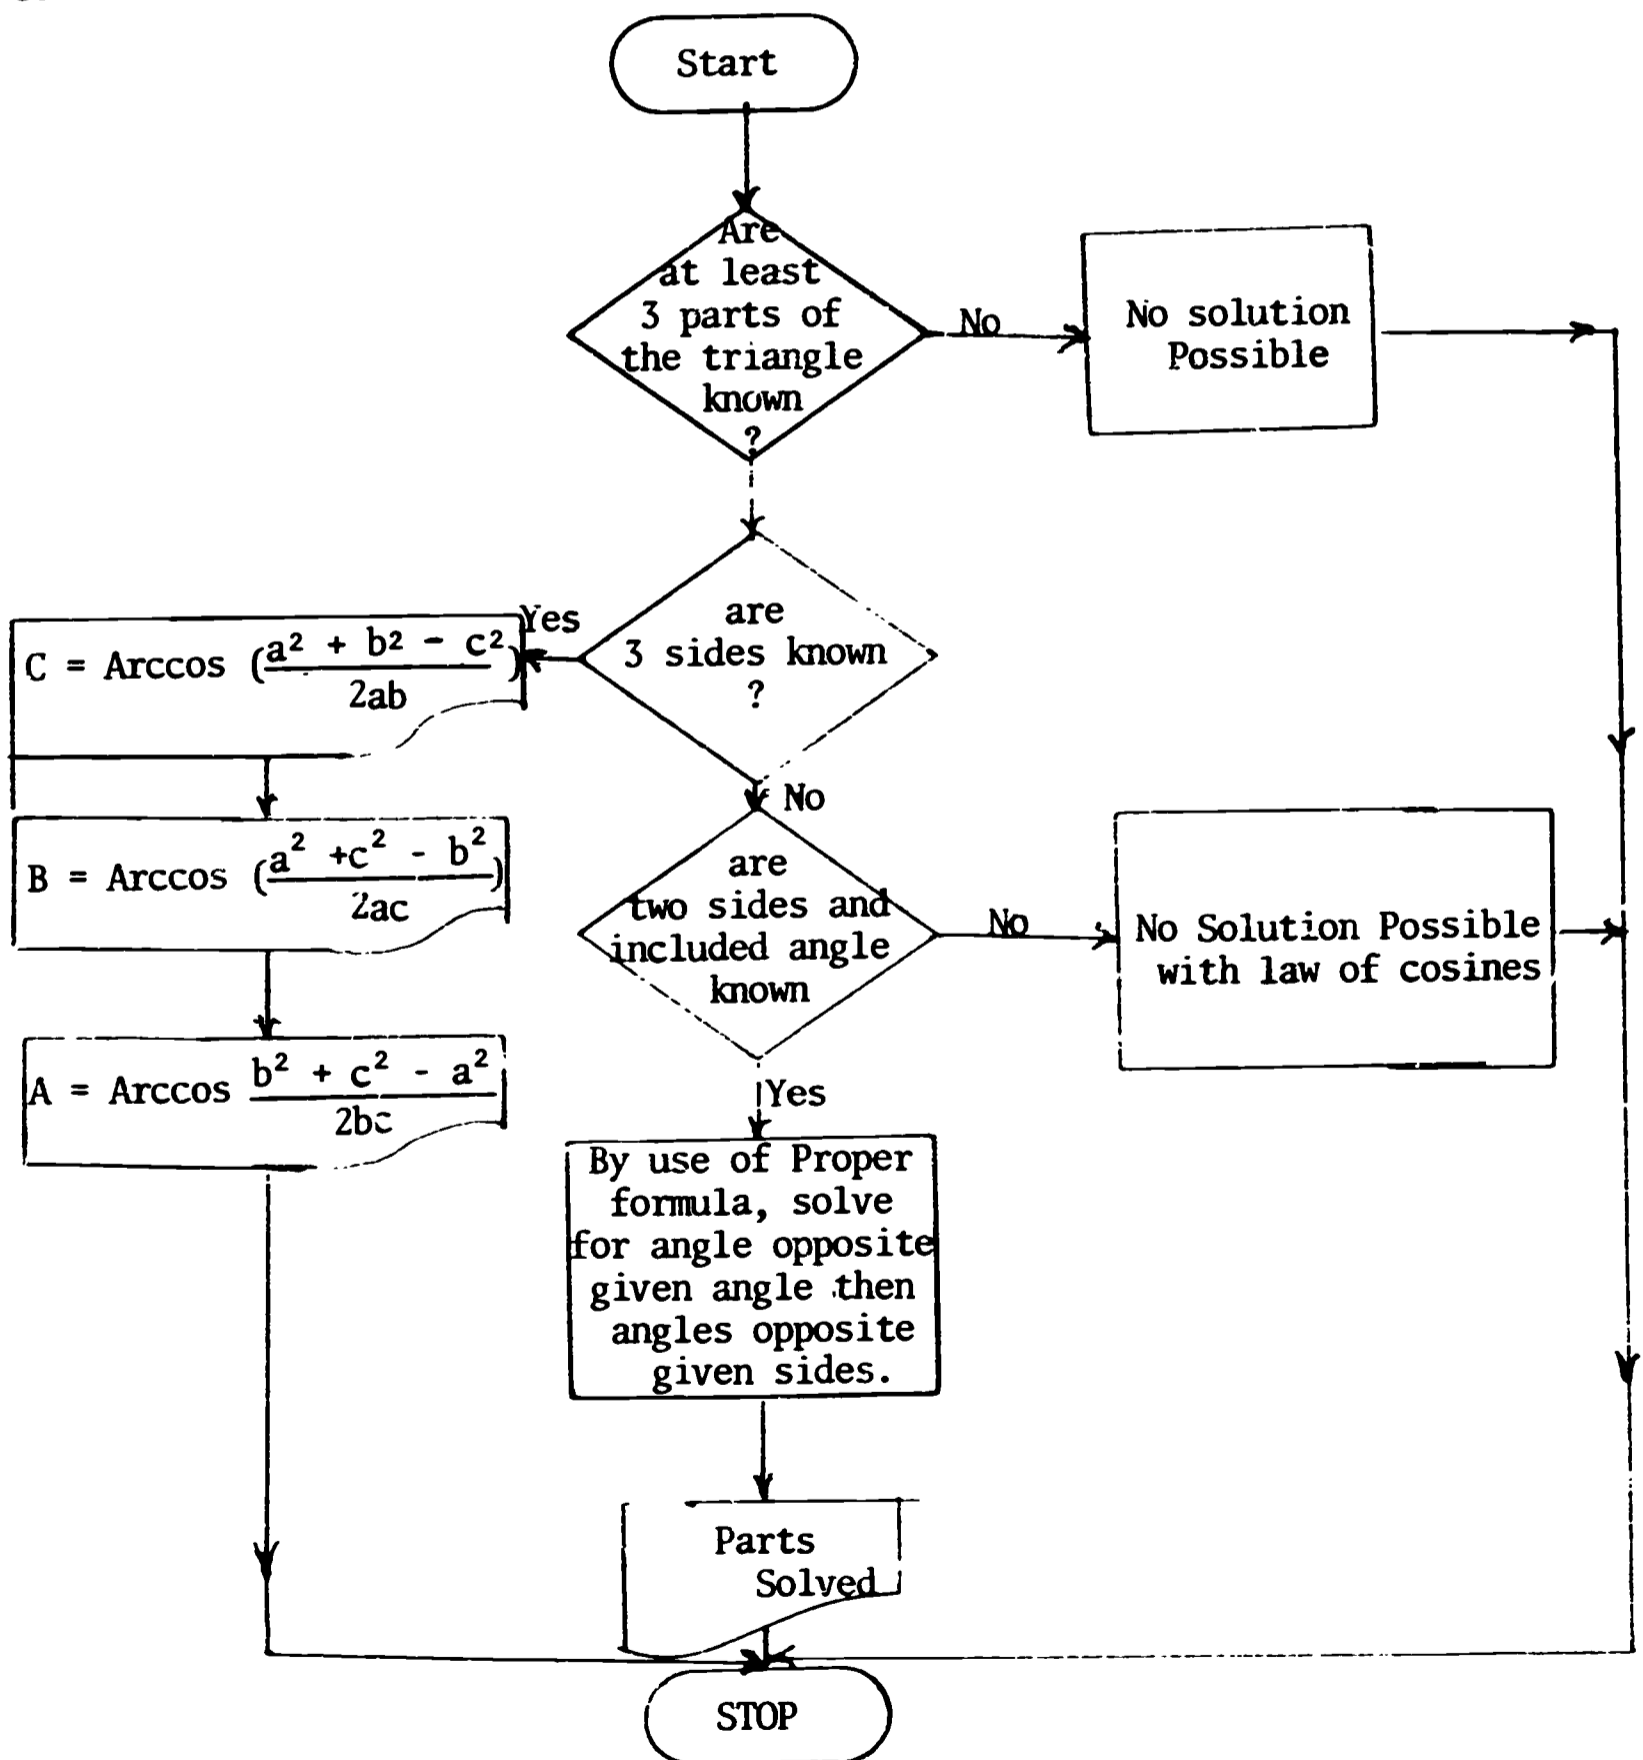 Start
Are
at least
3 parts of
the triangle
known
?
No
No solution
Possible
are
3 sides known
?
Yes
C = Arccos (a² + b² - c²)
2ab
B = Arccos (a² +c² - b²)
2ac
A = Arccos b² + c² - a²
2bc
No
are
two sides and
included angle
known
No
No Solution Possible
with law of cosines
Yes
By use of Proper
formula, solve
for angle opposite
given angle then
angles opposite
given sides.
Parts
Solved
STOP